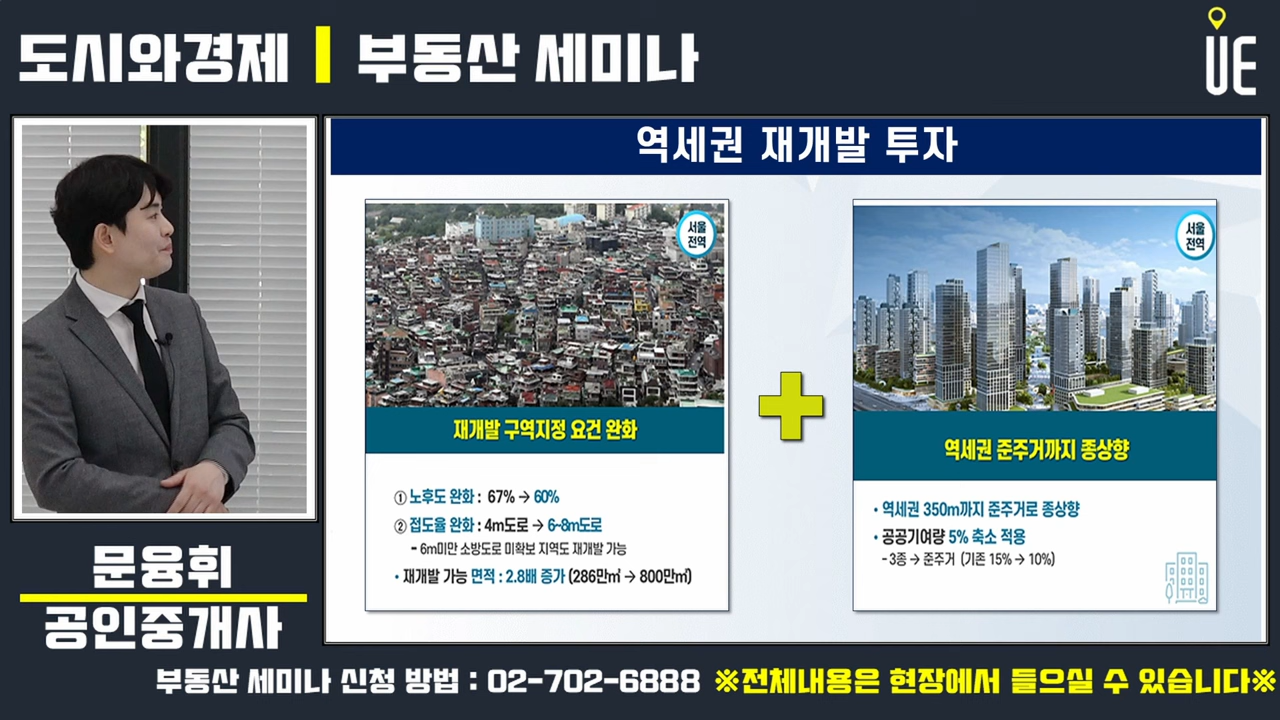 도시와경제 | 부동산 세미나
UE
역세권 재개발 투자
서울
전역
재개발 구역지정 요건 완화
① 노후도 완화 : 67% → 60%
② 접도율 완화 : 4m도로 → 6~8m도로
- 6m미만 소방도로 미확보 지역도 재개발 가능
• 재개발 가능 면적 : 2.8배 증가 (286만㎡ → 800만㎡)
서울
전역
역세권 준주거까지 종상향
• 역세권 350m까지 준주거로 종상향
• 공공기여량 5% 축소 적용
- 3종 → 준주거 (기존 15% → 10%)
문융휘
공인중개사
부동산 세미나 신청 방법 : 02-702-6888 ※전체내용은 현장에서 들으실 수 있습니다※